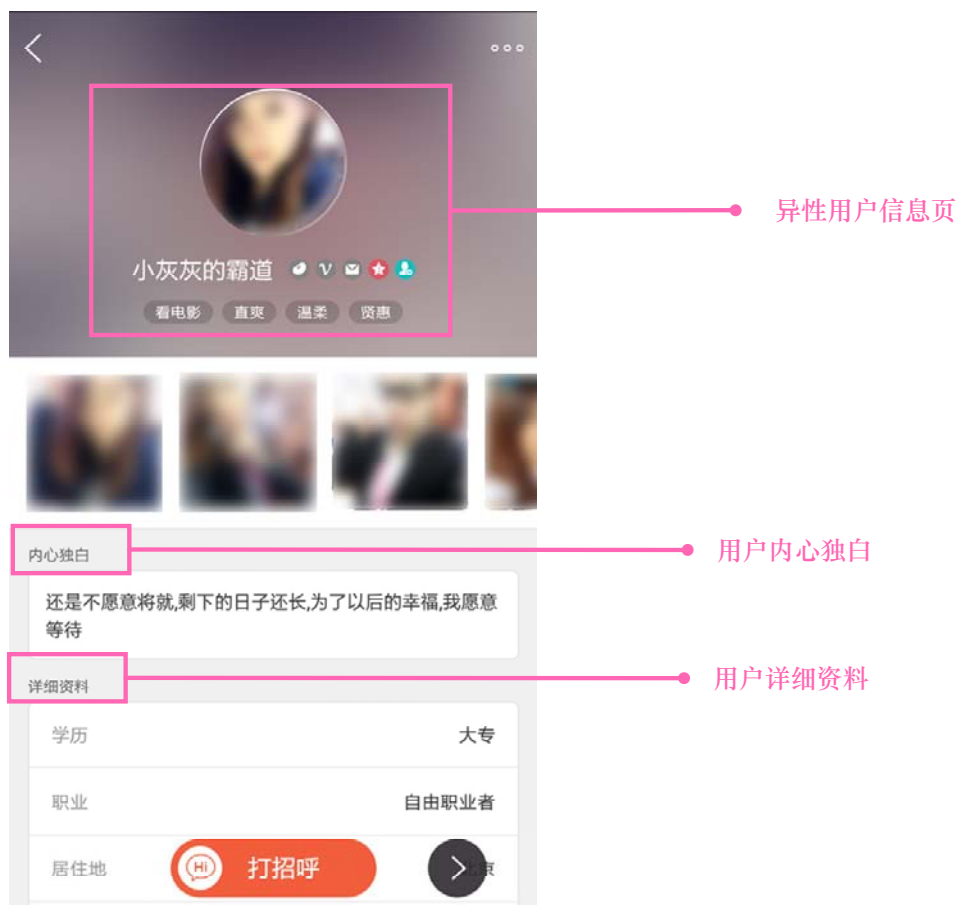 异性用户信息页
小灰灰的霸道
看电影 直爽 温柔 贤惠
内心独白
用户内心独白
还是不愿意将就,剩下的日子还长,为了以后的幸福,我愿意
等待
详细资料
用户详细资料
学历 大专
职业 自由职业者
居住地 京
Hi 打招呼